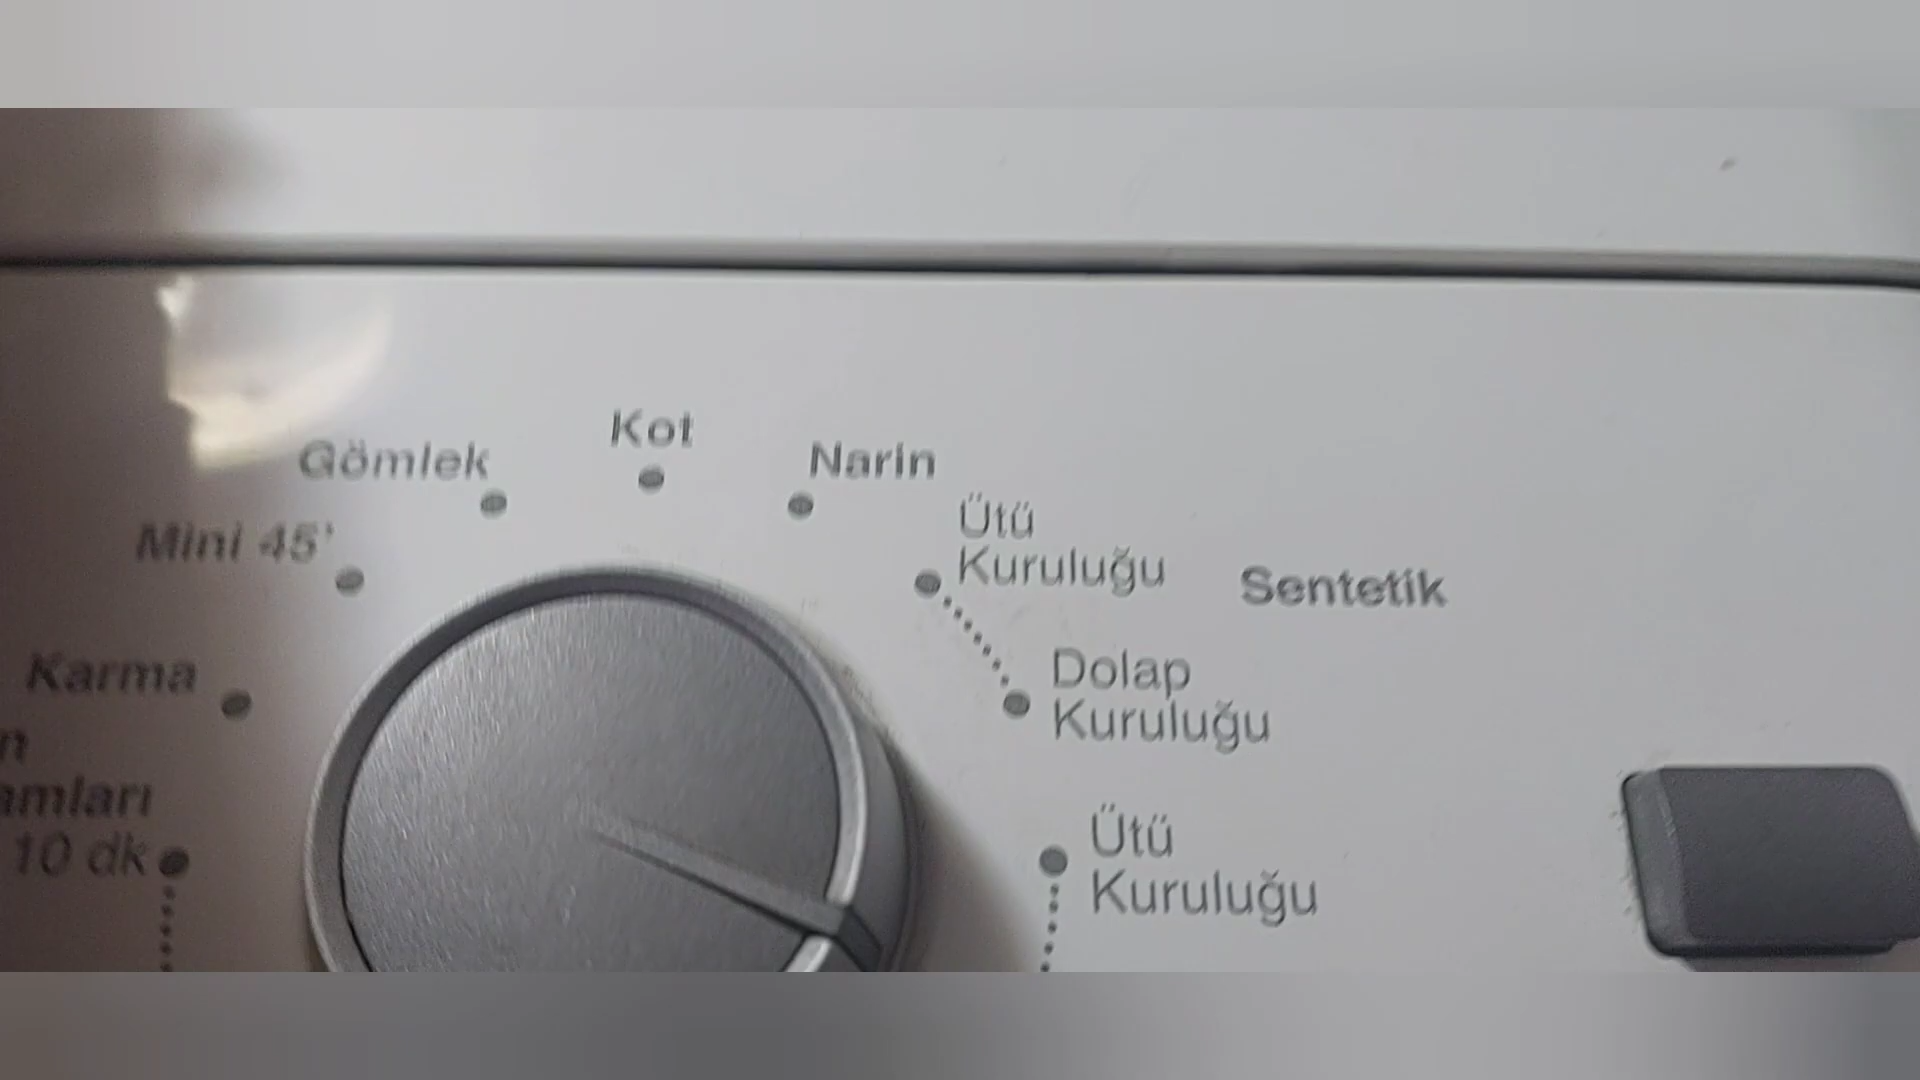 Kot
Gömlek
Narin
Mini 45'
Ütü
Kuruluğu
Sentetik
Karma
Dolap
Kuruluğu
10 dk
Ütü
Kuruluğu